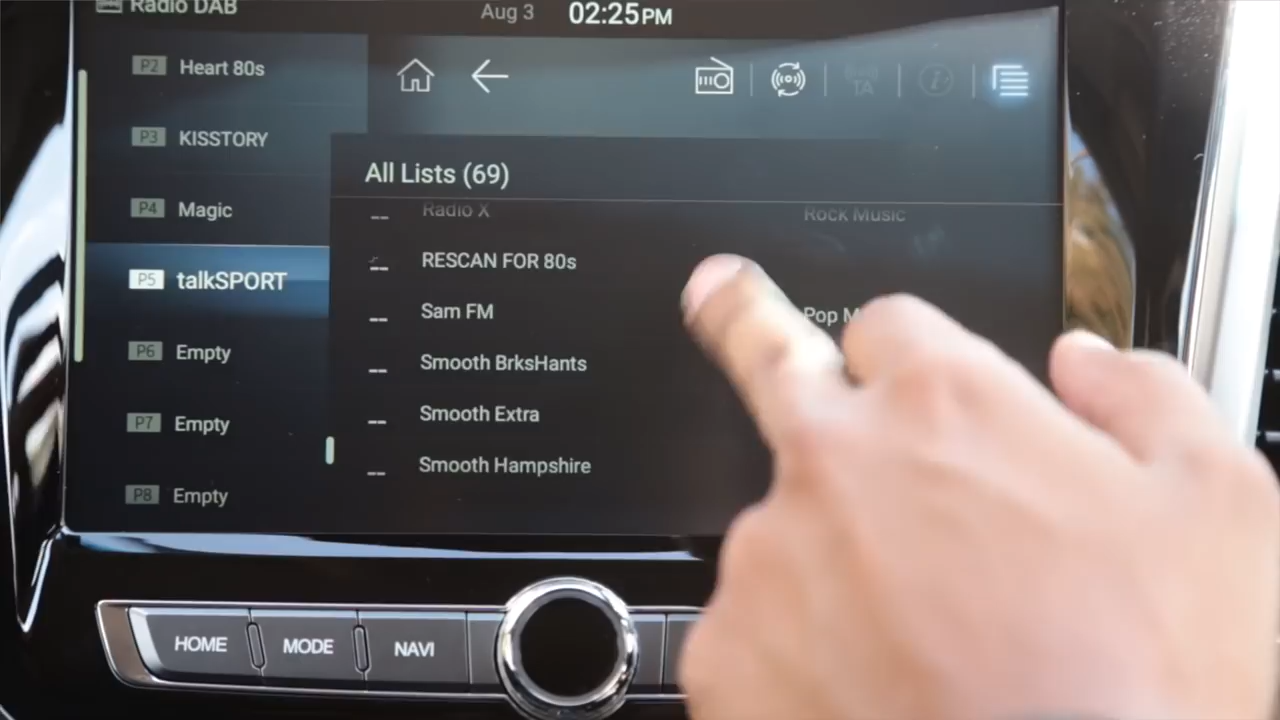 Radio DAB
Aug 3 02:25PM
P2 Heart 80s
P3 KISSTORY
P4 Magic
P5 talkSPORT
P6 Empty
P7 Empty
P8 Empty
TA
All Lists (69)
-- Radio X Rock Music
-- RESCAN FOR 80s
-- Sam FM Pop
-- Smooth BrksHants
-- Smooth Extra
-- Smooth Hampshire
HOME MODE NAVI